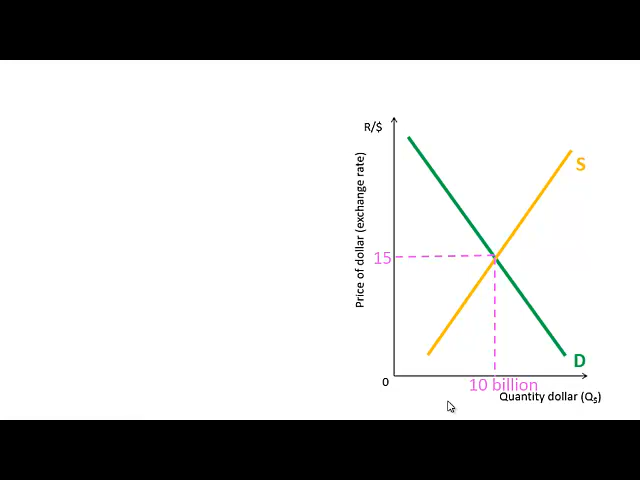 R/$
Price of dollar (exchange rate)
S
15
D
0
10 billion
Quantity dollar (Q$)